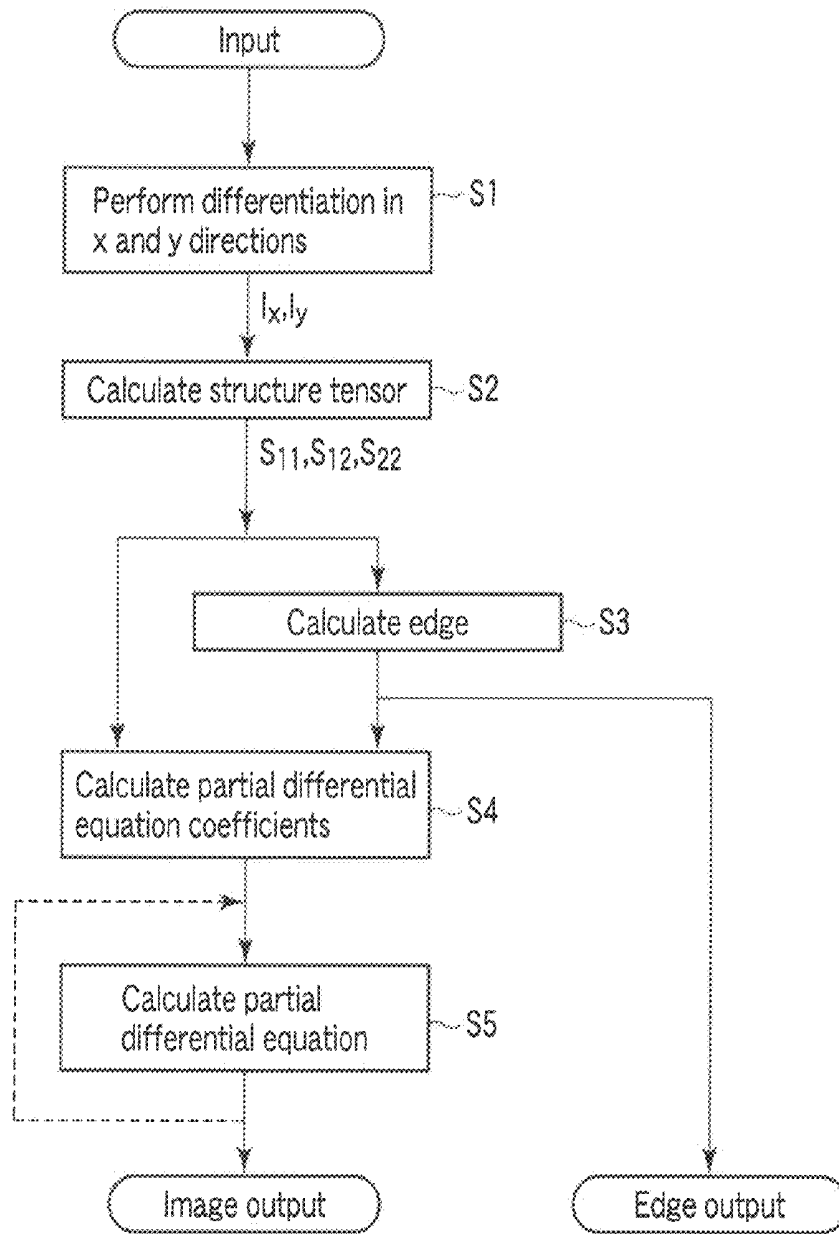 Input
Perform differentiation in
x and y directions
S1
Ix,Iy
Calculate structure tensor
S2
S11,S12,S22
Calculate edge
S3
Calculate partial differential
equation coefficients
S4
Calculate partial
differential equation
S5
Image output
Edge output